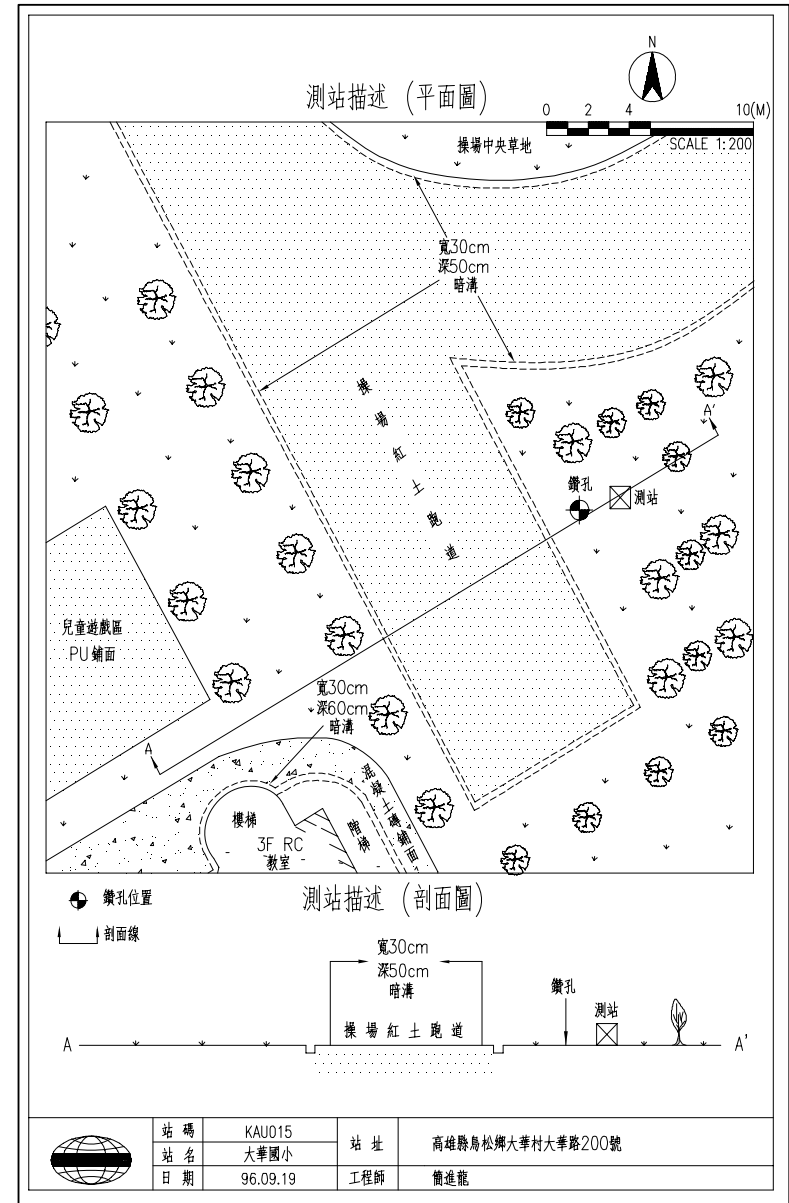 N
測站描述 (平面圖)
0 2 4 10(M)
SCALE 1:200
操場中央草地
寬30cm
深50cm
暗溝
操場紅土跑道
A'
鑽孔
測站
兒童遊戲區
PU鋪面
寬30cm
深60cm
暗溝
A
混凝土磚鋪面
樓梯
階梯
3F RC
教室
鑽孔位置
測站描述 (剖面圖)
剖面線
寬30cm
深50cm
暗溝
鑽孔
測站
操場紅土跑道
A
A'
站碼 KAU015
站名 大華國小
日期 96.09.19
站址 高雄縣鳥松鄉大華村大華路200號
工程師 簡進龍